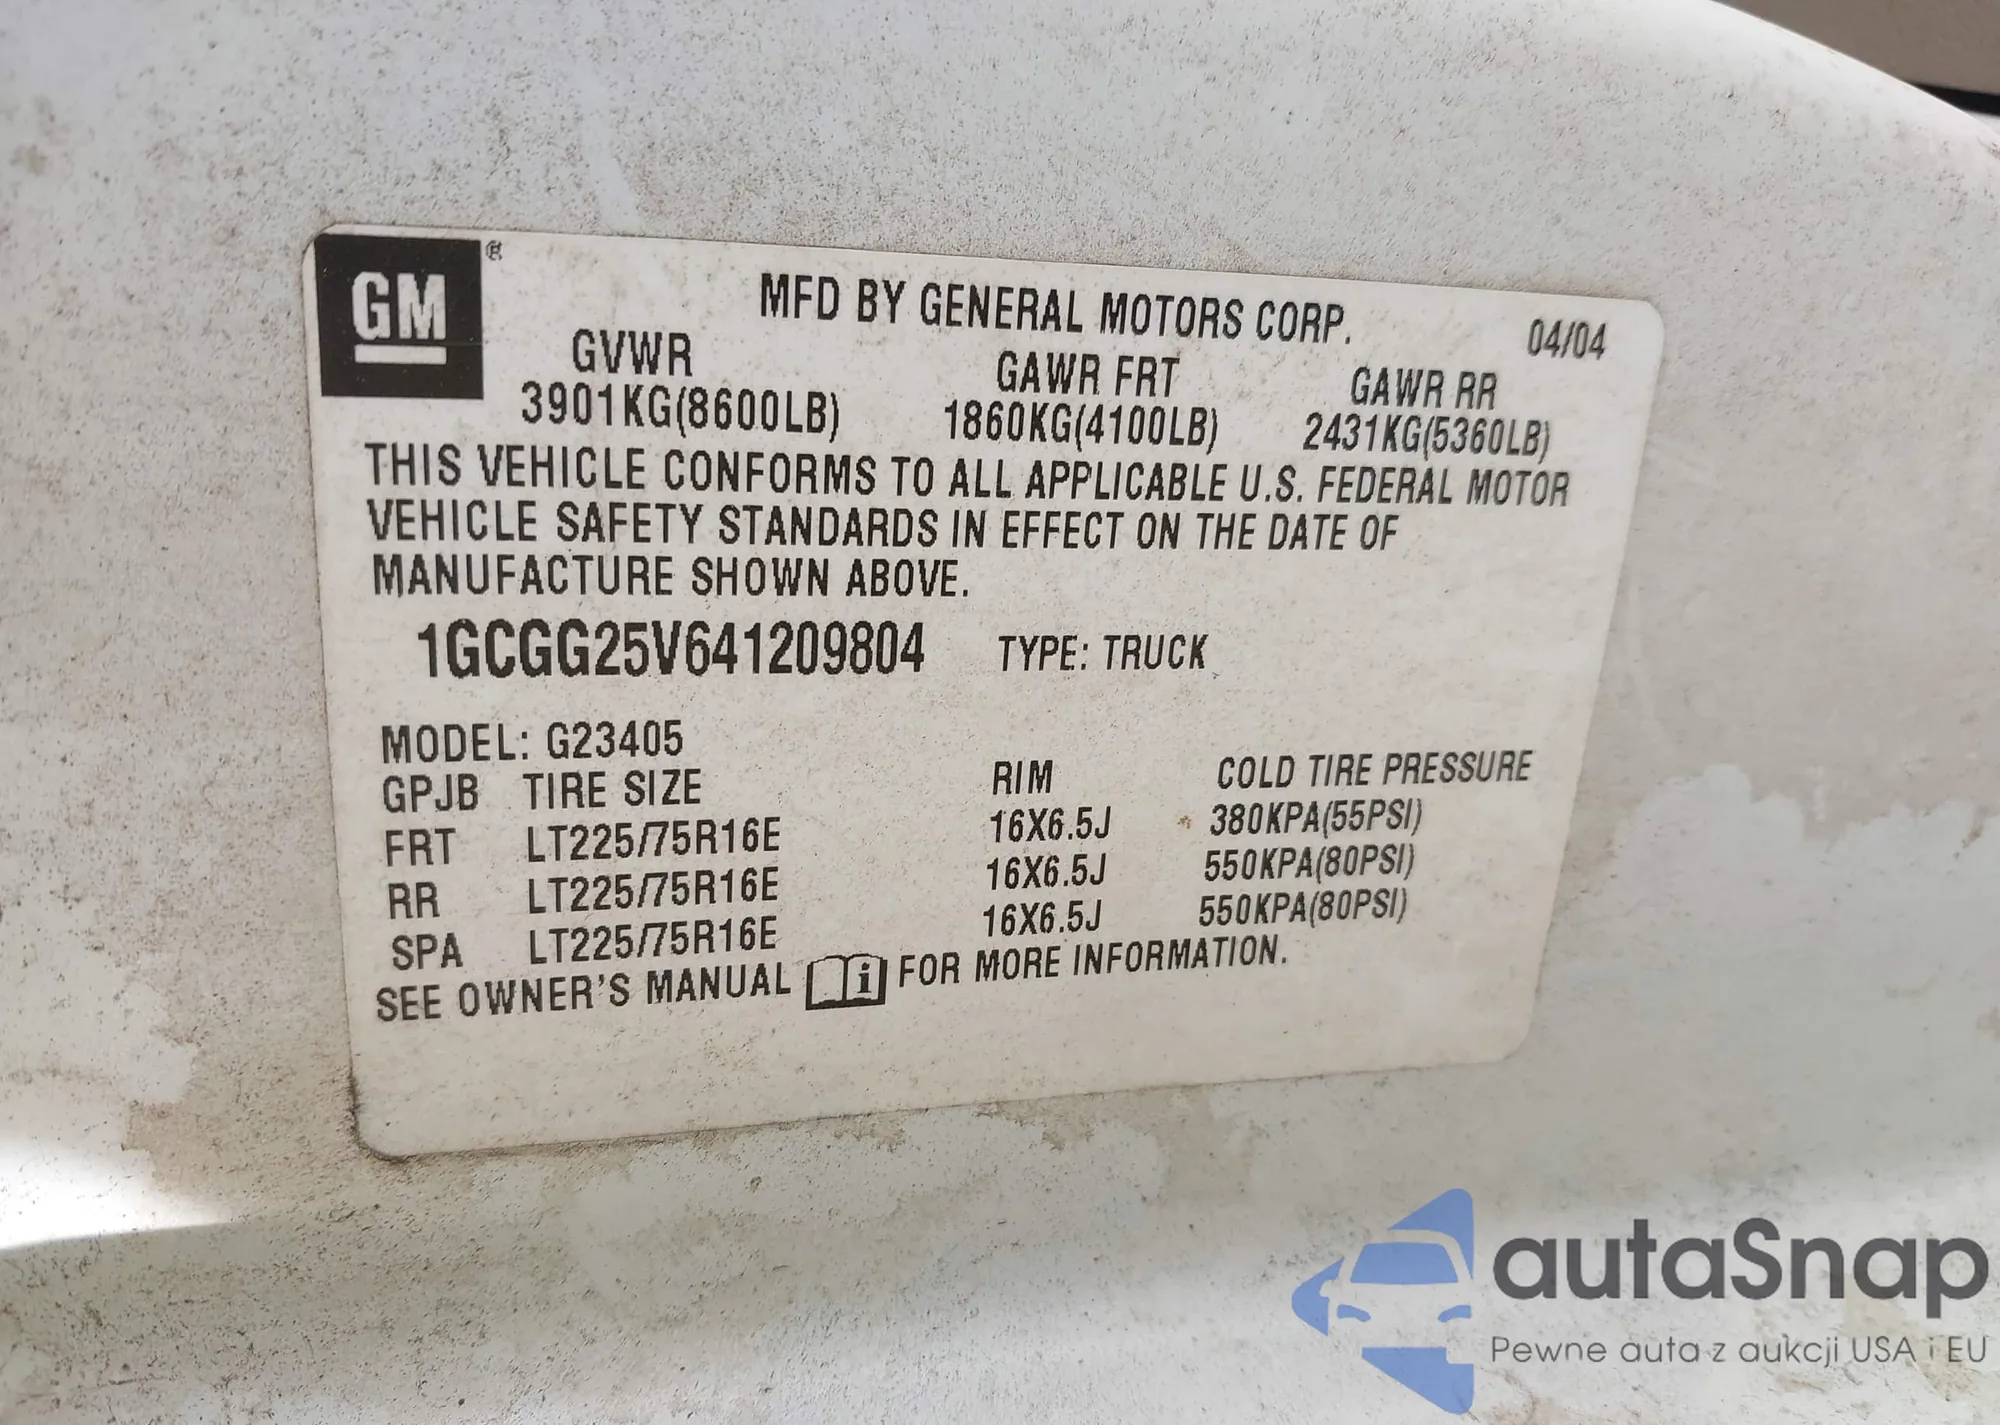 GM ®
MFD BY GENERAL MOTORS CORP. 04/04
GVWR GAWR FRT GAWR RR
3901KG(8600LB) 1860KG(4100LB) 2431KG(5360LB)
THIS VEHICLE CONFORMS TO ALL APPLICABLE U.S. FEDERAL MOTOR
VEHICLE SAFETY STANDARDS IN EFFECT ON THE DATE OF
MANUFACTURE SHOWN ABOVE.
1GCGG25V641209804 TYPE: TRUCK
MODEL: G23405
GPJB TIRE SIZE RIM COLD TIRE PRESSURE
FRT LT225/75R16E 16X6.5J 380KPA(55PSI)
RR LT225/75R16E 16X6.5J 550KPA(80PSI)
SPA LT225/75R16E 16X6.5J 550KPA(80PSI)
SEE OWNER'S MANUAL i FOR MORE INFORMATION.
autaSnap
Pewne auta z aukcji USA i EU